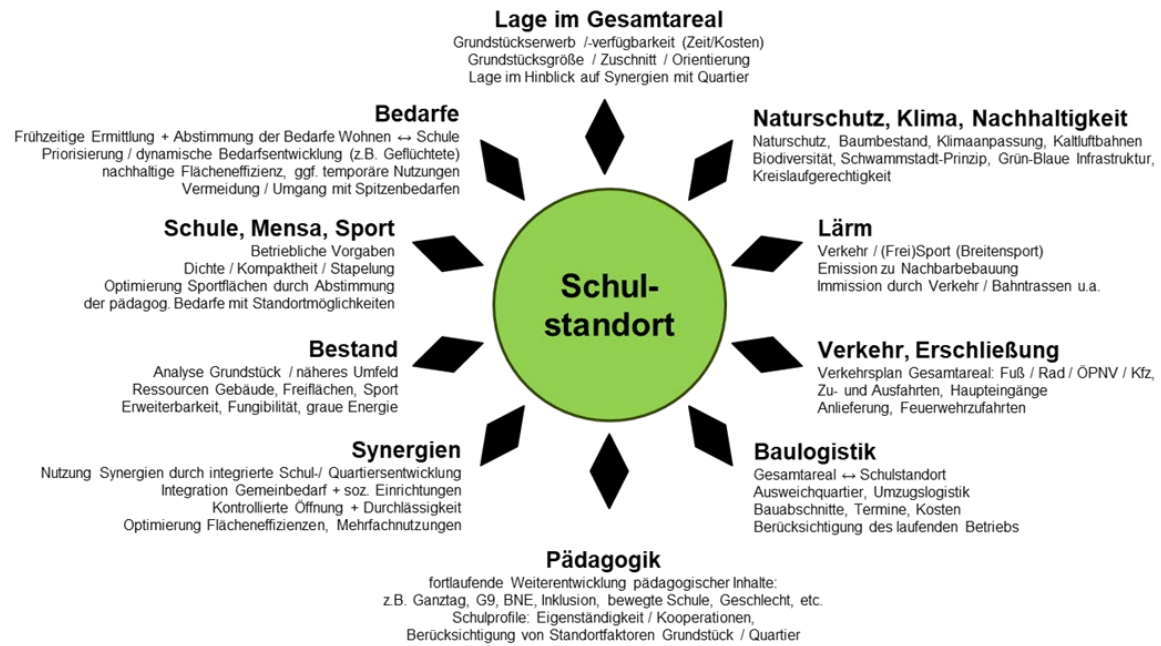 Lage im Gesamtareal
Grundstückserwerb /-verfügbarkeit (Zeit/Kosten)
Grundstücksgröße / Zuschnitt / Orientierung
Lage im Hinblick auf Synergien mit Quartier
Bedarfe
Frühzeitige Ermittlung + Abstimmung der Bedarfe Wohnen ↔ Schule
Priorisierung / dynamische Bedarfsentwicklung (z.B. Geflüchtete)
nachhaltige Flächeneffizienz, ggf. temporäre Nutzungen
Vermeidung / Umgang mit Spitzenbedarfen
Naturschutz, Klima, Nachhaltigkeit
Naturschutz, Baumbestand, Klimaanpassung, Kaltluftbahnen
Biodiversität, Schwammstadt-Prinzip, Grün-Blaue Infrastruktur,
Kreislaufgerechtigkeit
Schule, Mensa, Sport
Betriebliche Vorgaben
Dichte / Kompaktheit / Stapelung
Optimierung Sportflächen durch Abstimmung
der pädagog. Bedarfe mit Standortmöglichkeiten
Lärm
Verkehr / (Frei)Sport (Breitensport)
Emission zu Nachbarbebauung
Immission durch Verkehr / Bahntrassen u.a.
Schul-
standort
Bestand
Analyse Grundstück / näheres Umfeld
Ressourcen Gebäude, Freiflächen, Sport
Erweiterbarkeit, Fungibilität, graue Energie
Verkehr, Erschließung
Verkehrsplan Gesamtareal: Fuß / Rad / ÖPNV / Kfz,
Zu- und Ausfahrten, Haupteingänge
Anlieferung, Feuerwehrzufahrten
Synergien
Nutzung Synergien durch integrierte Schul-/ Quartiersentwicklung
Integration Gemeinbedarf + soz. Einrichtungen
Kontrollierte Öffnung + Durchlässigkeit
Optimierung Flächeneffizienzen, Mehrfachnutzungen
Baulogistik
Gesamtareal ↔ Schulstandort
Ausweichquartier, Umzugslogistik
Bauabschnitte, Termine, Kosten
Berücksichtigung des laufenden Betriebs
Pädagogik
fortlaufende Weiterentwicklung pädagogischer Inhalte:
z.B. Ganztag, G9, BNE, Inklusion, bewegte Schule, Geschlecht, etc.
Schulprofile: Eigenständigkeit / Kooperationen,
Berücksichtigung von Standortfaktoren Grundstück / Quartier